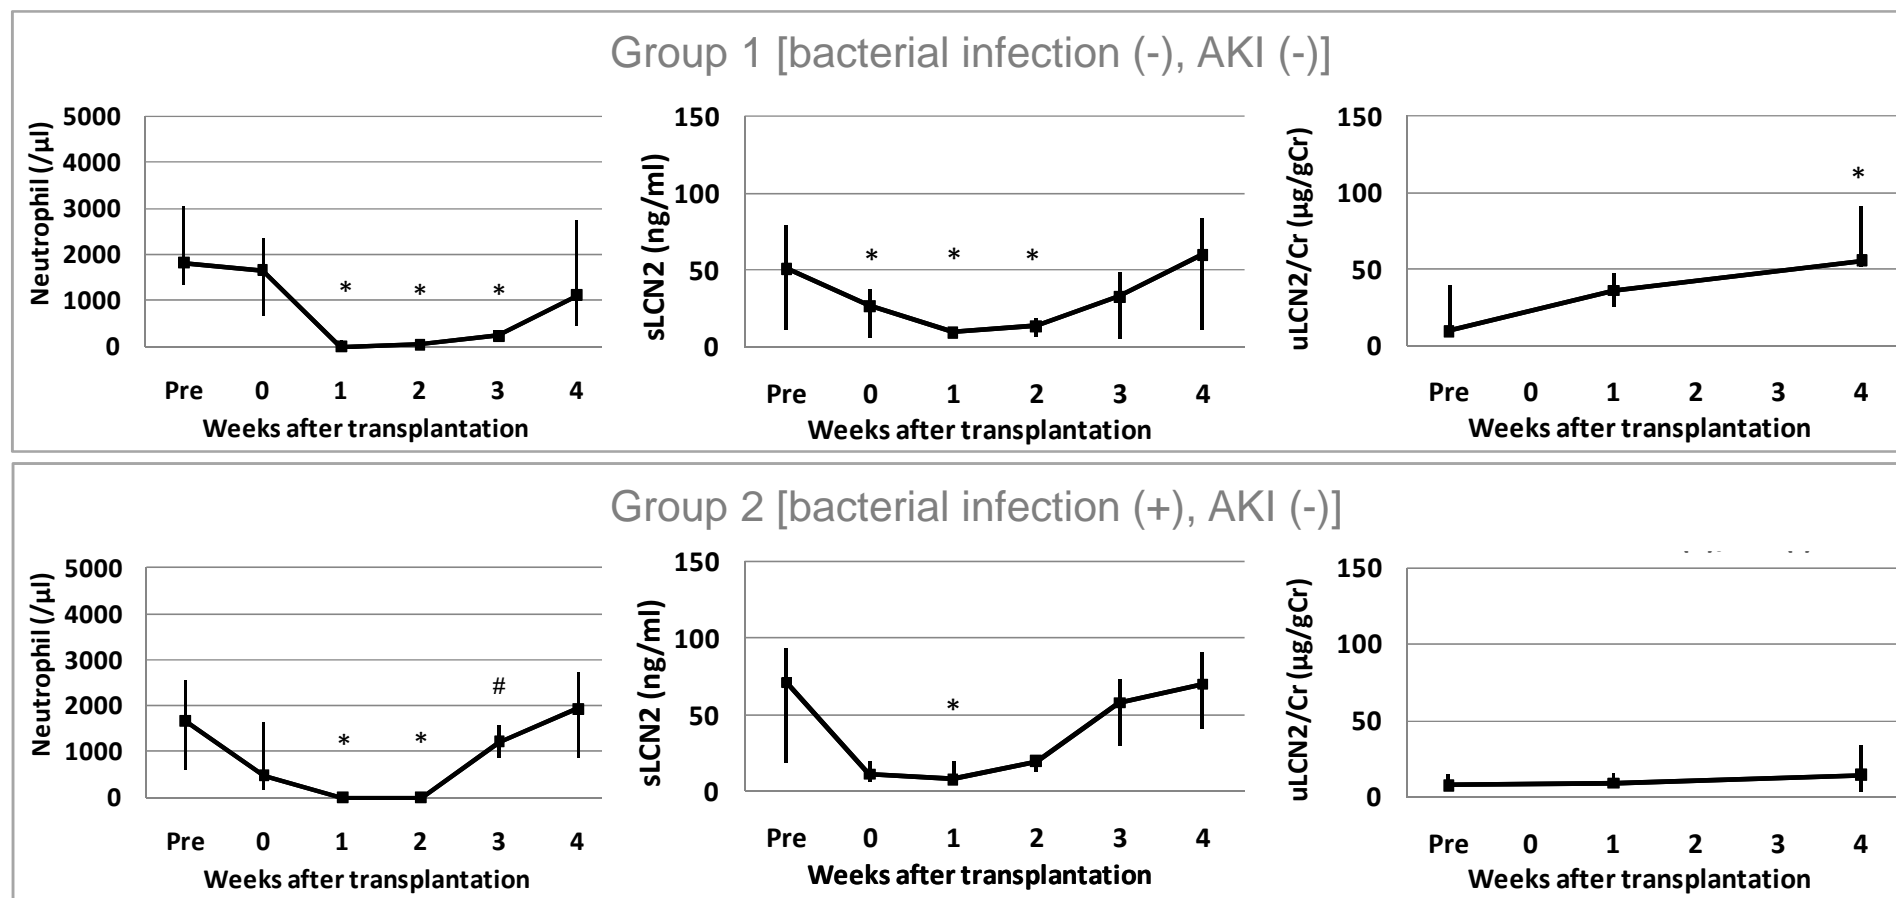 Group 1 [bacterial infection (-), AKI (-)]
Neutrophil (/µl)
5000
4000
3000
2000
1000
0
*
*
*
Pre 0 1 2 3 4
Weeks after transplantation
sLCN2 (ng/ml)
150
100
50
0
*
*
*
Pre 0 1 2 3 4
Weeks after transplantation
uLCN2/Cr (µg/gCr)
150
100
50
0
*
Pre 0 1 2 3 4
Weeks after transplantation
Group 2 [bacterial infection (+), AKI (-)]
Neutrophil (/µl)
5000
4000
3000
2000
1000
0
*
*
#
Pre 0 1 2 3 4
Weeks after transplantation
sLCN2 (ng/ml)
150
100
50
0
*
Pre 0 1 2 3 4
Weeks after transplantation
uLCN2/Cr (µg/gCr)
150
100
50
0
Pre 0 1 2 3 4
Weeks after transplantation